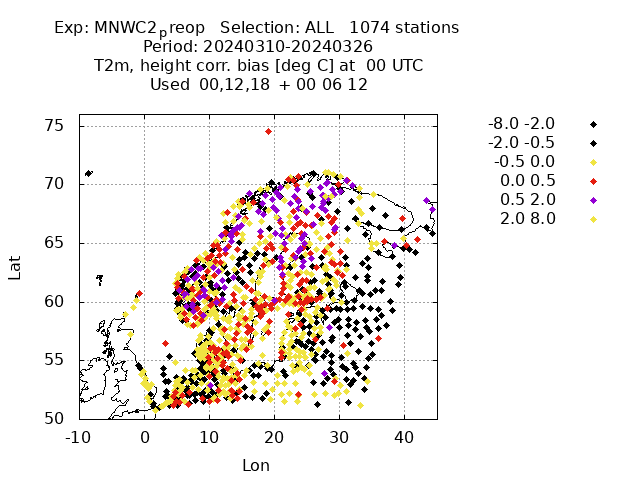 Exp: MNWC2_preop Selection: ALL 1074 stations
Period: 20240310-20240326
T2m, height corr. bias [deg C] at 00 UTC
Used 00,12,18 + 00 06 12
-8.0 -2.0
-2.0 -0.5
-0.5 0.0
0.0 0.5
0.5 2.0
2.0 8.0
75
70
65
60
55
50
Lat
-10 0 10 20 30 40
Lon